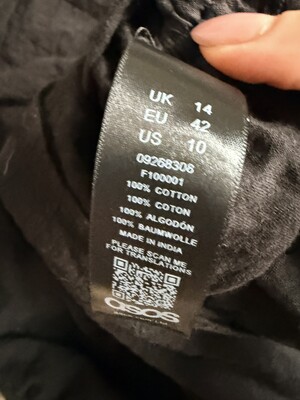 UK 14
EU 42
US 10
09268306
F100001
100% COTTON
100% COTON
100% ALGODÓN
100% BAUMWOLLE
MADE IN INDIA
PLEASE SCAN ME
FOR TRANSLATIONS
asos